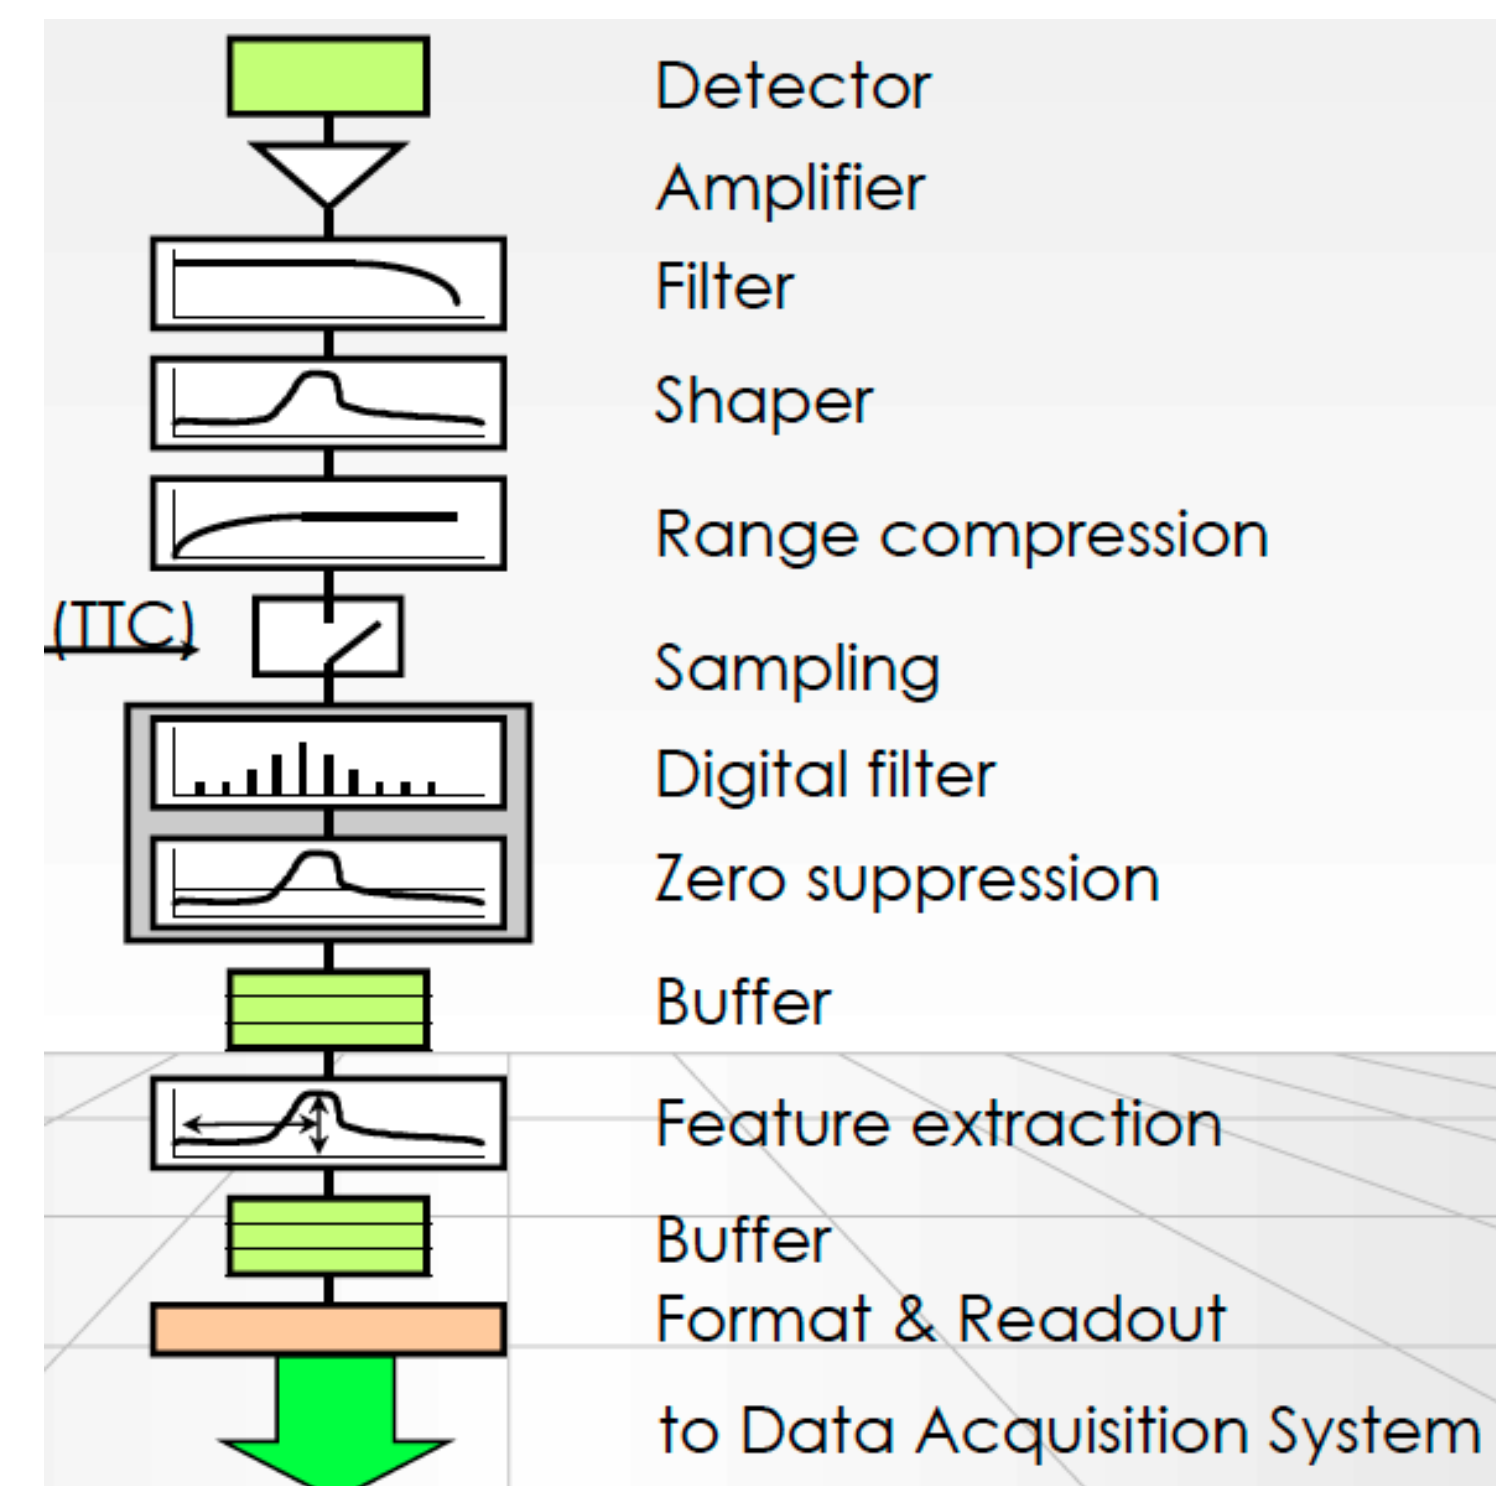 Detector
Amplifier
Filter
Shaper
Range compression
(TTC)
Sampling
Digital filter
Zero suppression
Buffer
Feature extraction
Buffer
Format & Readout
to Data Acquisition System